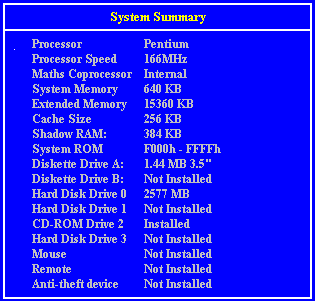 System Summary
Processor Pentium
Processor Speed 166MHz
Maths Coprocessor Internal
System Memory 640 KB
Extended Memory 15360 KB
Cache Size 256 KB
Shadow RAM: 384 KB
System ROM F000h - FFFFh
Diskette Drive A: 1.44 MB 3.5"
Diskette Drive B: Not Installed
Hard Disk Drive 0 2577 MB
Hard Disk Drive 1 Not Installed
CD-ROM Drive 2 Installed
Hard Disk Drive 3 Not Installed
Mouse Not Installed
Remote Not Installed
Anti-theft device Not Installed